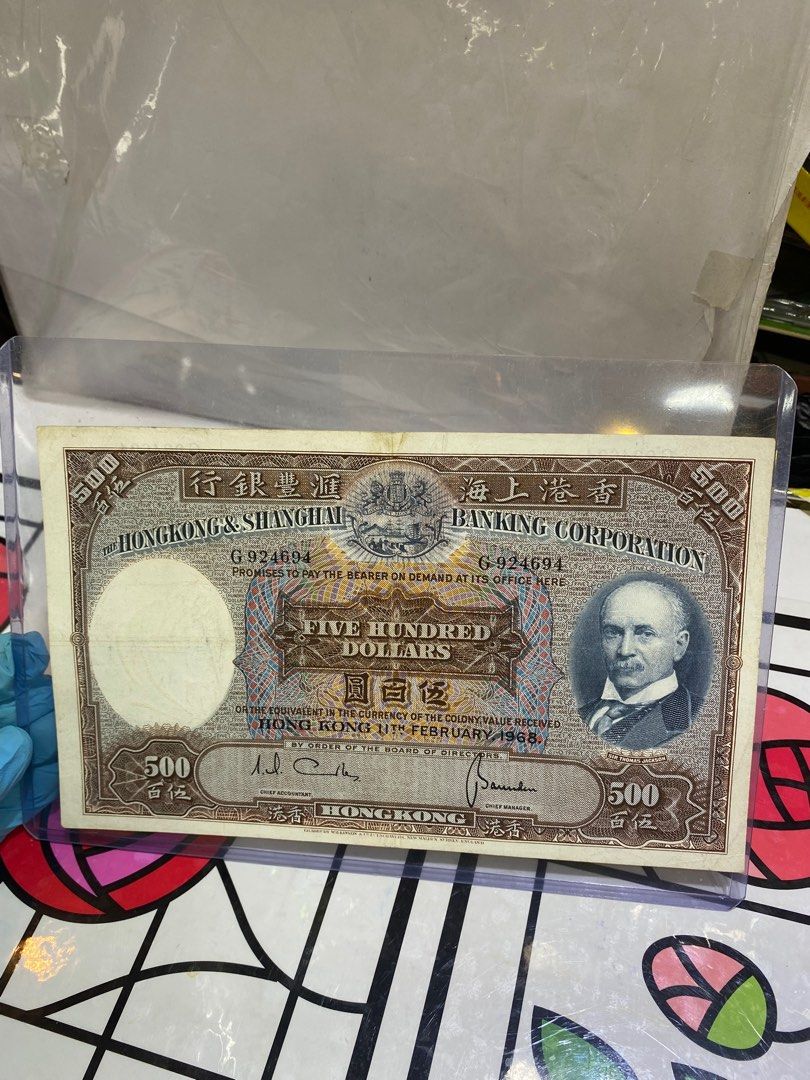 500
百伍
行銀豐滙
海上港香
500
百伍
THE HONGKONG & SHANGHAI BANKING CORPORATION
G 924694
G 924694
PROMISES TO PAY THE BEARER ON DEMAND AT ITS OFFICE HERE
FIVE HUNDRED
DOLLARS
圓百伍
OR THE EQUIVALENT IN THE CURRENCY OF THE COLONY, VALUE RECEIVED
HONG KONG 11TH FEBRUARY 1968.
BY ORDER OF THE BOARD OF DIRECTORS,
SIR THOMAS JACKSON
500
百伍
CHIEF ACCOUNTANT.
CHIEF MANAGER.
500
百伍
港香
HONGKONG
港香